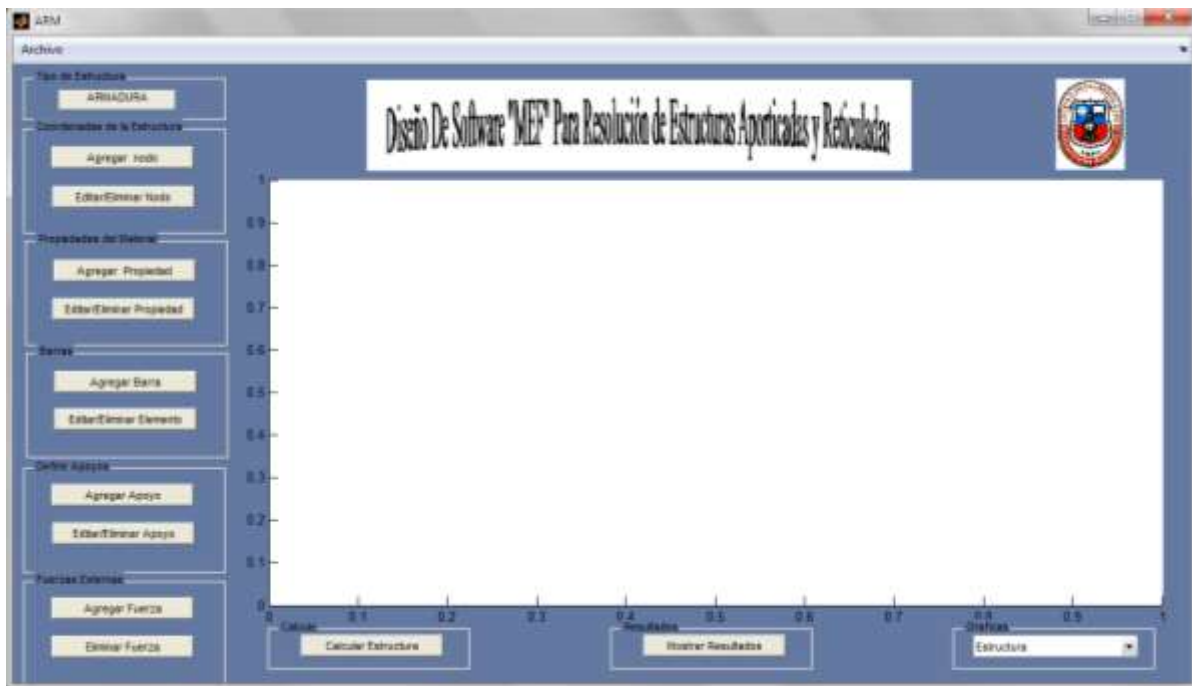 ARM
Archivo
Tipo de Estructura
ARMADURA
Coordenadas de la Estructura
Agregar nodo
Editar/Eliminar Nodo
Propiedades del Material
Agregar Propiedad
Editar/Eliminar Propiedad
Barras
Agregar Barra
Editar/Eliminar Elemento
Definir Apoyos
Agregar Apoyo
Editar/Eliminar Apoyo
Fuerzas Externas
Agregar Fuerza
Eliminar Fuerza
Diseño De Software "MEF" Para Resolución de Estructuras Aporticadas y Reticuladas
1
0.9
0.8
0.7
0.6
0.5
0.4
0.3
0.2
0.1
0
0 0.1 0.2 0.3 0.4 0.5 0.6 0.7 0.8 0.9 1
Calcular Estructura
Resultados
Mostrar Resultados
Graficas
Estructura